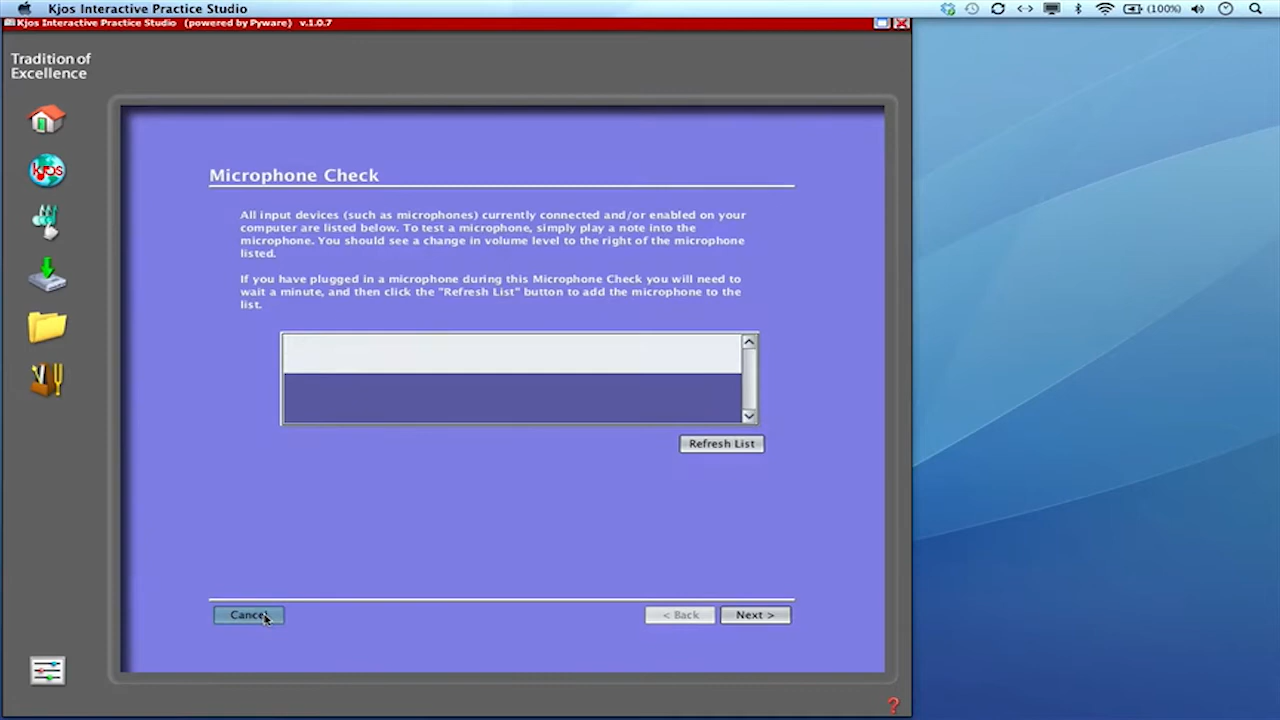 Kjos Interactive Practice Studio
(100%)
Kjos Interactive Practice Studio (powered by Pyware) v.1.0.7
Tradition of
Excellence
kjos
Microphone Check
All input devices (such as microphones) currently connected and/or enabled on your
computer are listed below. To test a microphone, simply play a note into the
microphone. You should see a change in volume level to the right of the microphone
listed.
If you have plugged in a microphone during this Microphone Check you will need to
wait a minute, and then click the "Refresh List" button to add the microphone to the
list.
Refresh List
Cancel
< Back
Next >
?